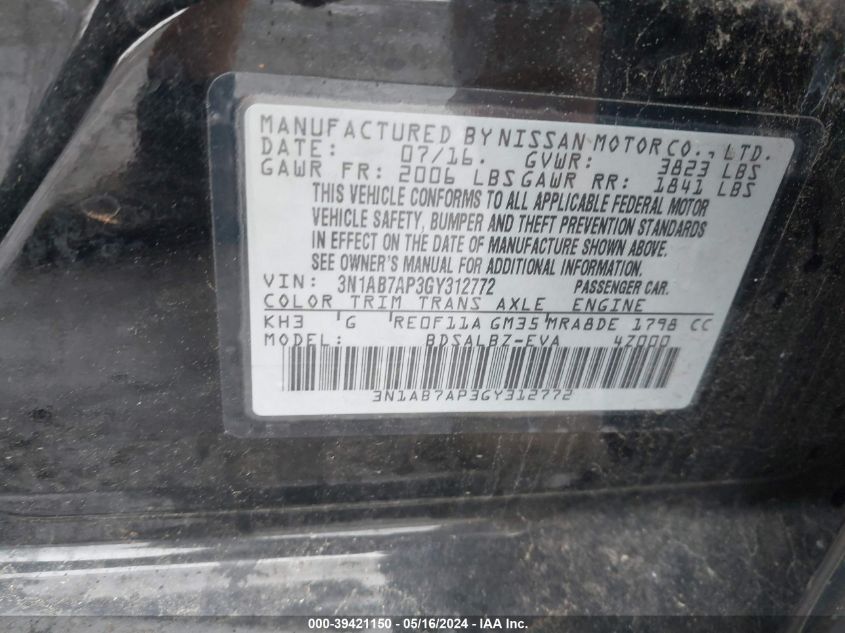 MANUFACTURED BY NISSAN MOTOR CO., LTD.
DATE: 07/16. GVWR: 3823 LBS
GAWR FR: 2006 LBS GAWR RR: 1841 LBS
THIS VEHICLE CONFORMS TO ALL APPLICABLE FEDERAL MOTOR
VEHICLE SAFETY, BUMPER AND THEFT PREVENTION STANDARDS
IN EFFECT ON THE DATE OF MANUFACTURE SHOWN ABOVE.
SEE OWNER'S MANUAL FOR ADDITIONAL INFORMATION.
VIN: 3N1AB7AP3GY312772 PASSENGER CAR.
COLOR TRIM TRANS AXLE ENGINE
KH3 G RE0F11A GM35 MRA8DE 1798 CC
MODEL: BDSALBZ-EVA 4Z000
3N1AB7AP3GY312772
000-39421150 - 05/16/2024 - IAA Inc.